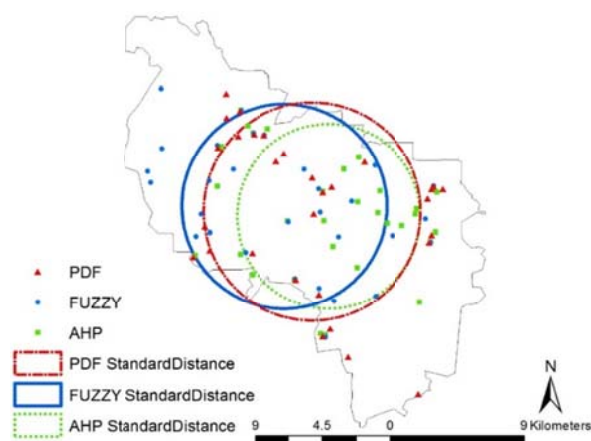 PDF
FUZZY
AHP
PDF StandardDistance
FUZZY StandardDistance
AHP StandardDistance
N
9 4.5 0 9 Kilometers